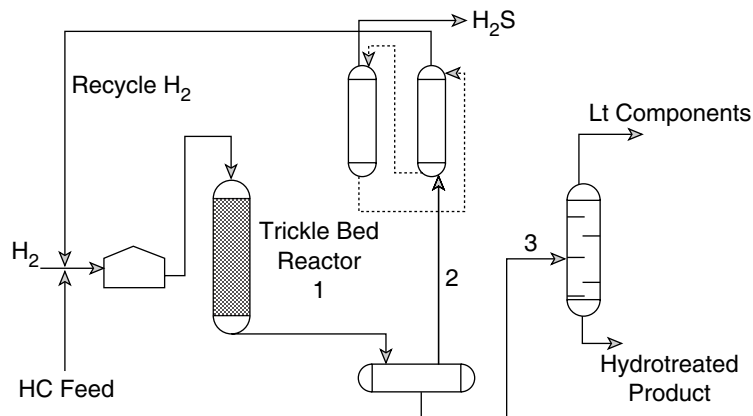 H₂S
Recycle H₂
Lt Components
H₂
Trickle Bed
Reactor
1
2
3
HC Feed
Hydrotreated
Product